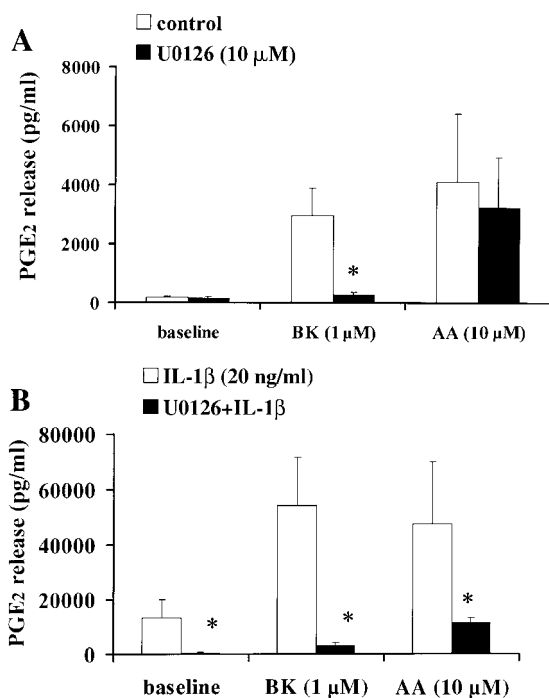 A
control
U0126 (10 μM)
PGE2 release (pg/ml)
8000
6000
4000
2000
0
*
baseline BK (1 μM) AA (10 μM)
B
IL-1β (20 ng/ml)
U0126+IL-1β
PGE2 release (pg/ml)
80000
60000
40000
20000
0
* * *
baseline BK (1 μM) AA (10 μM)